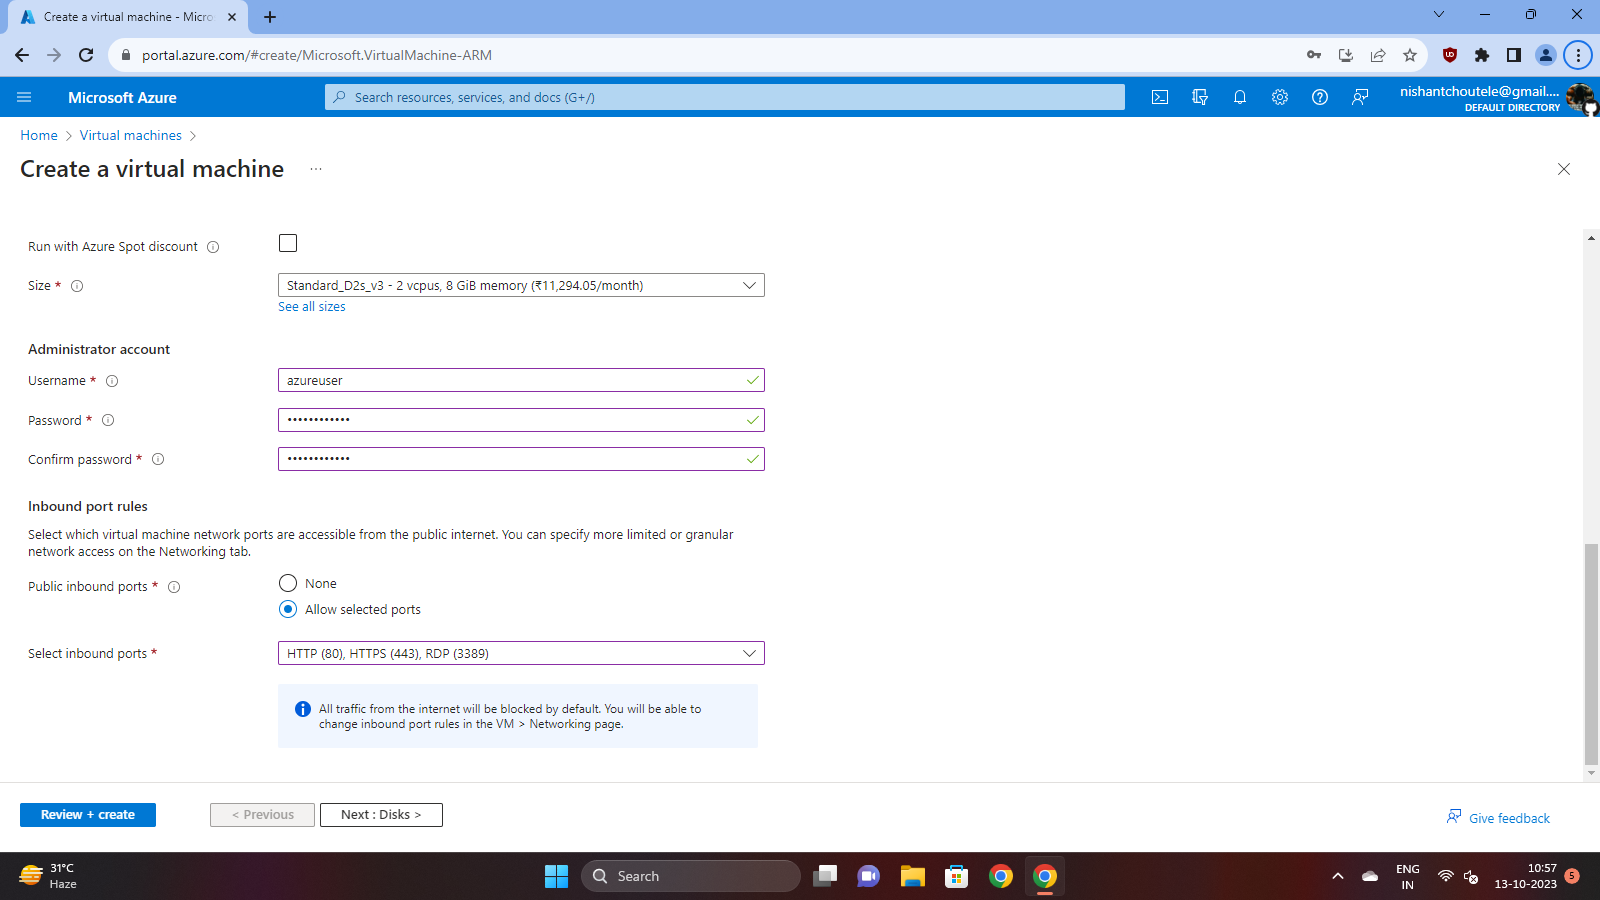 Create a virtual machine - Micro
portal.azure.com/#create/Microsoft.VirtualMachine-ARM
Microsoft Azure
Search resources, services, and docs (G+/)
nishantchoutele@gmail....
DEFAULT DIRECTORY
Home > Virtual machines >
Create a virtual machine ...
Run with Azure Spot discount
Size *
Standard_D2s_v3 - 2 vcpus, 8 GiB memory (₹11,294.05/month)
See all sizes
Administrator account
Username *
azureuser
Password *
••••••••••••
Confirm password *
••••••••••••
Inbound port rules
Select which virtual machine network ports are accessible from the public internet. You can specify more limited or granular
network access on the Networking tab.
Public inbound ports *
None
Allow selected ports
Select inbound ports *
HTTP (80), HTTPS (443), RDP (3389)
All traffic from the internet will be blocked by default. You will be able to
change inbound port rules in the VM > Networking page.
Review + create
< Previous
Next : Disks >
Give feedback
31°C
Haze
Search
ENG
IN
10:57
13-10-2023
5